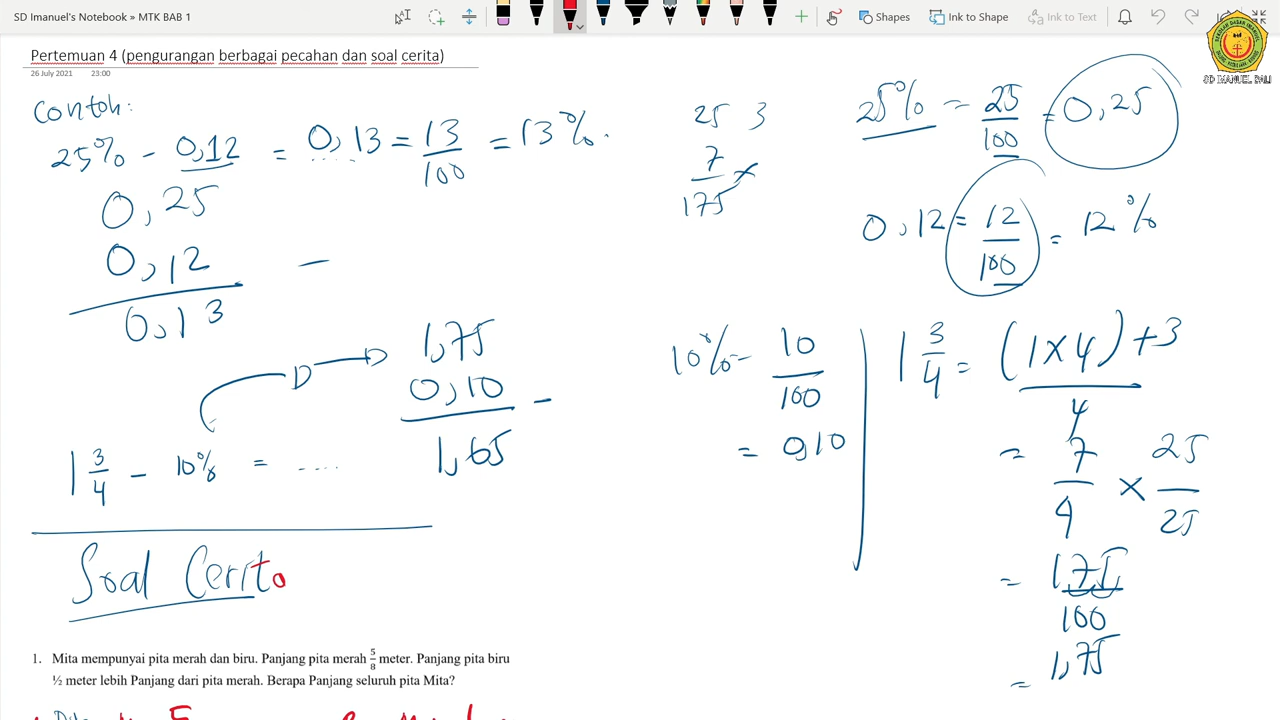 SD Imanuel's Notebook » MTK BAB 1
Shapes
Ink to Shape
Ink to Text
SD IMANUEL BALI
Pertemuan 4 (pengurangan berbagai pecahan dan soal cerita)
26 July 2021 23:00
Contoh:
25% - 0,12 = 0,13 = 13/100 = 13%.
0,25
0,12 -
0,13
25 3
7
175 ×
25% = 25/100 = 0,25
0,12 = 12/100 = 12%
1 3/4 - 10% = ....
1,75
0,10 -
1,65
10% = 10/100
= 0,10
1 3/4 = (1×4)+3/4
= 7/4 × 25/25
= 175/100
= 1,75
Soal Cerita
1. Mita mempunyai pita merah dan biru. Panjang pita merah 5/8 meter. Panjang pita biru
½ meter lebih Panjang dari pita merah. Berapa Panjang seluruh pita Mita?